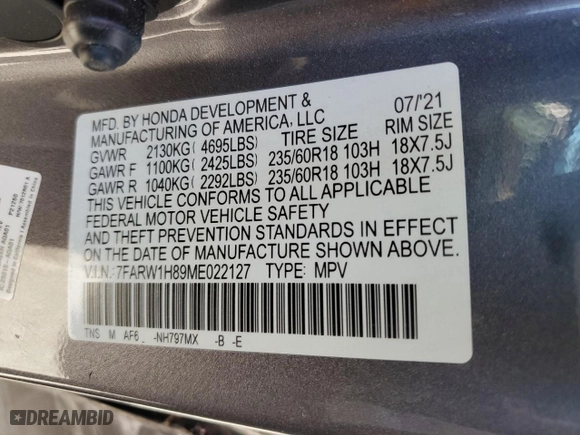 MFD. BY HONDA DEVELOPMENT &
MANUFACTURING OF AMERICA, LLC 07/'21
GVWR 2130KG ( 4695LBS) TIRE SIZE RIM SIZE
GAWR F 1100KG ( 2425LBS) 235/60R18 103H 18X7.5J
GAWR R 1040KG ( 2292LBS) 235/60R18 103H 18X7.5J
THIS VEHICLE CONFORMS TO ALL APPLICABLE
FEDERAL MOTOR VEHICLE SAFETY
AND THEFT PREVENTION STANDARDS IN EFFECT
ON THE DATE OF MANUFACTURE SHOWN ABOVE.
V.I.N.:7FARW1H89ME022127 TYPE: MPV
TNS M AF6 -NH797MX -B -E
DREAMBID